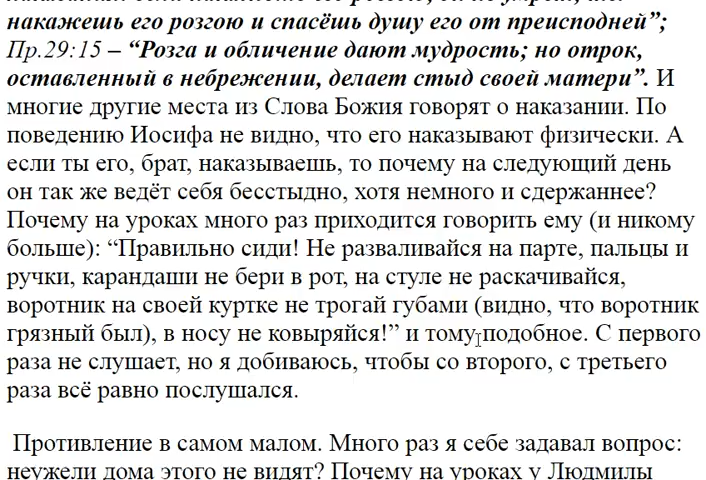 накажешь его розгою и спасёшь душу его от преисподней”;
Пр.29:15 – “Розга и обличение дают мудрость; но отрок,
оставленный в небрежении, делает стыд своей матери”. И
многие другие места из Слова Божия говорят о наказании. По
поведению Иосифа не видно, что его наказывают физически. А
если ты его, брат, наказываешь, то почему на следующий день
он так же ведёт себя бесстыдно, хотя немного и сдержаннее?
Почему на уроках много раз приходится говорить ему (и никому
больше): “Правильно сиди! Не разваливайся на парте, пальцы и
ручки, карандаши не бери в рот, на стуле не раскачивайся,
воротник на своей куртке не трогай губами (видно, что воротник
грязный был), в носу не ковыряйся!” и тому подобное. С первого
раза не слушает, но я добиваюсь, чтобы со второго, с третьего
раза всё равно послушался.
Противление в самом малом. Много раз я себе задавал вопрос:
неужели дома этого не видят? Почему на уроках у Людмилы